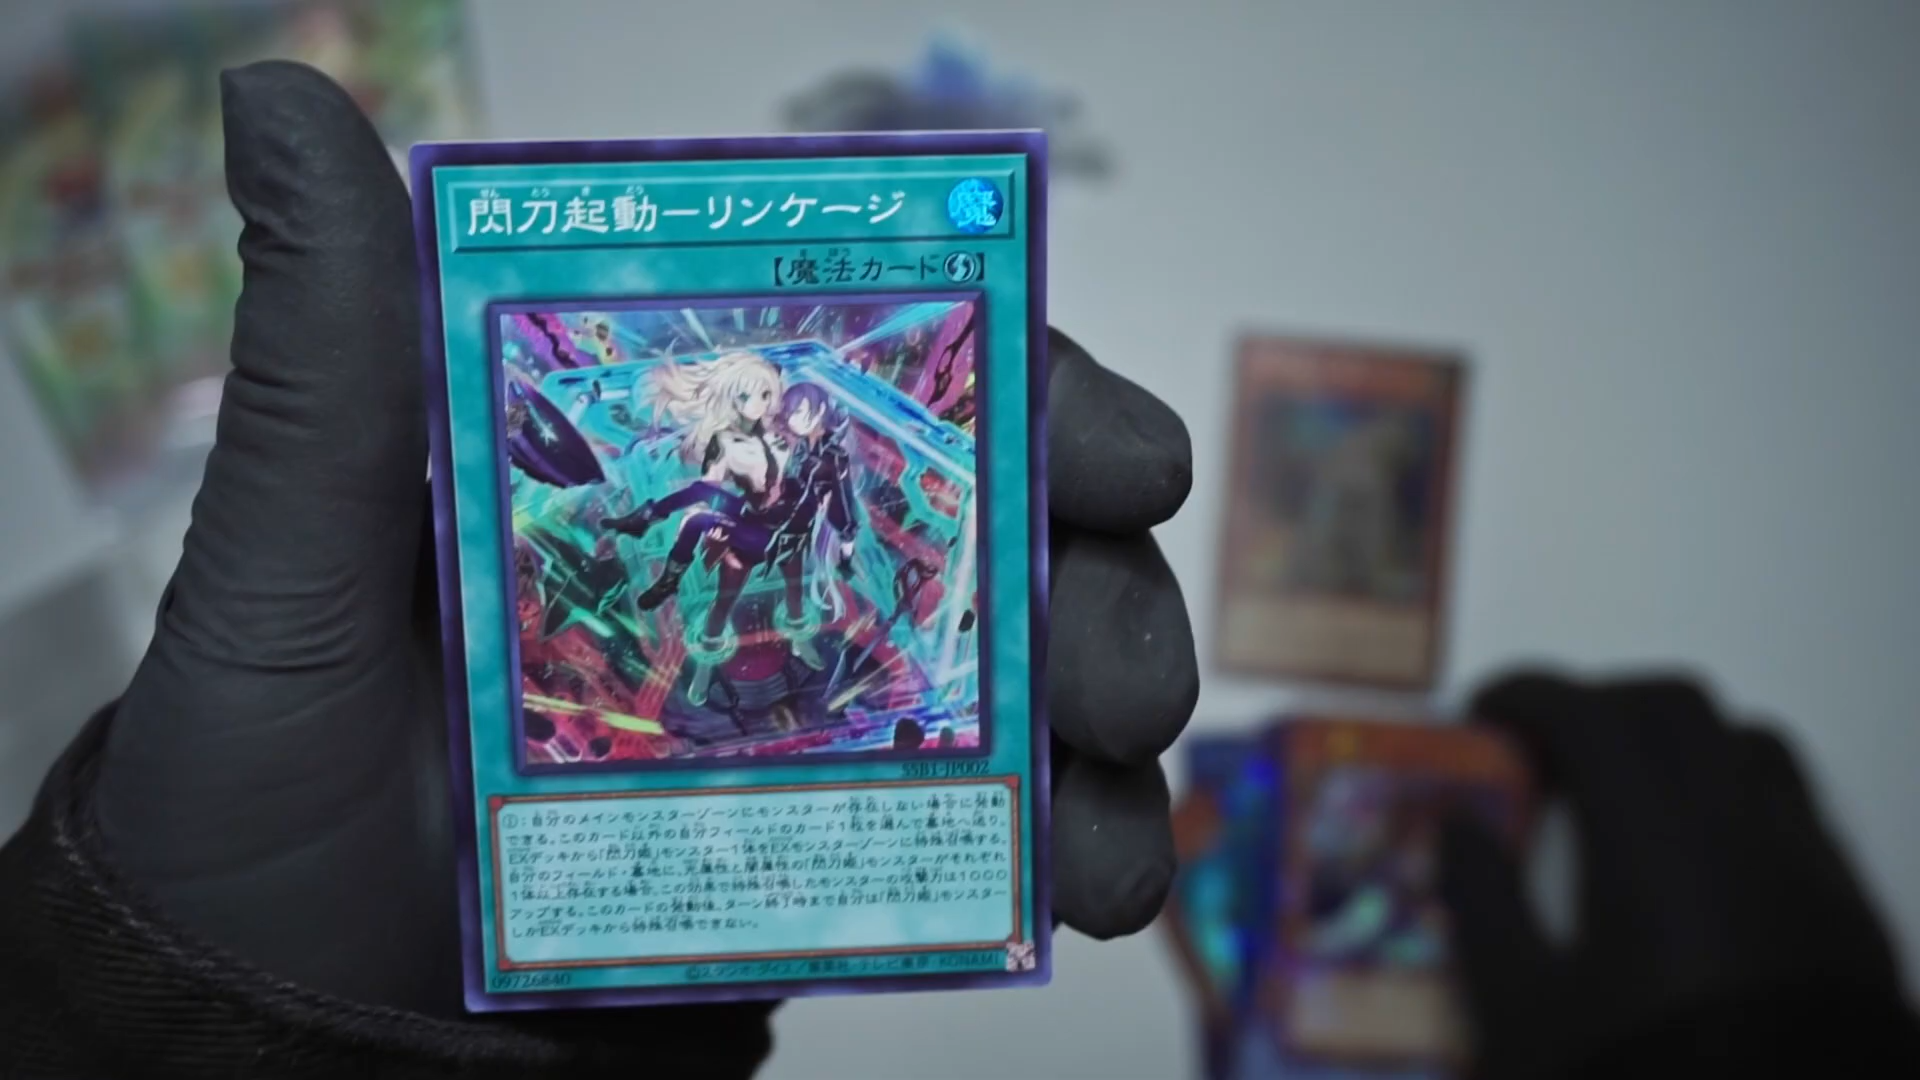 閃刀起動－リンケージ
【魔法カード】
SSB1-JP002
①：自分のメインモンスターゾーンにモンスターが存在しない場合に発動
できる。このカード以外の自分フィールドのカード１枚を選んで墓地へ送り、
EXデッキから「閃刀姫」モンスター１体をEXモンスターゾーンに特殊召喚する。
自分のフィールド・墓地に、光属性と闇属性の「閃刀姫」モンスターがそれぞれ
１体以上存在する場合、この効果で特殊召喚したモンスターの攻撃力は１０００
アップする。このカードの発動後、ターン終了時まで自分は「閃刀姫」モンスター
しかEXデッキから特殊召喚できない。
09726840
©スタジオ・ダイス／集英社・テレビ東京・KONAMI